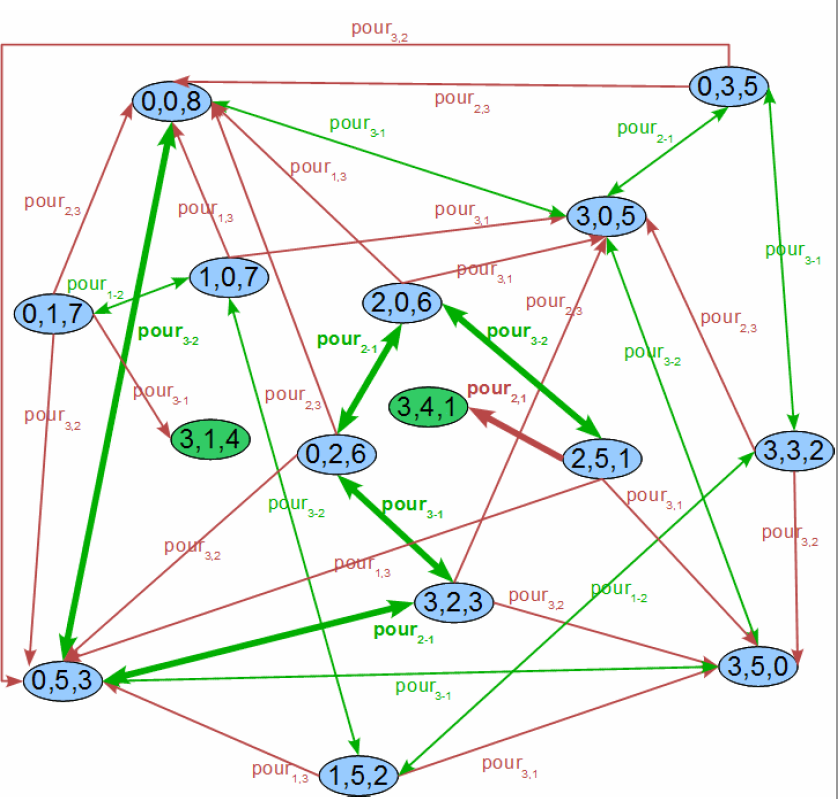 pour3,2
0,3,5
0,0,8
pour2,3
pour3-1
pour2-1
pour1,3
pour2,3
pour1,3
pour3,1
3,0,5
pour3-1
1,0,7
pour3,1
pour1-2
2,0,6
pour2,3
0,1,7
pour2,3
pour3-2
pour2-1
pour3-2
pour3-2
pour2,1
pour3-1
pour2,3
3,4,1
pour3,2
3,1,4
0,2,6
2,5,1
3,3,2
pour3,1
pour3-2
pour3-1
pour3,2
pour3,2
pour1,3
pour1-2
3,2,3
pour3,2
pour2-1
3,5,0
0,5,3
pour3-1
pour1,3
1,5,2
pour3,1